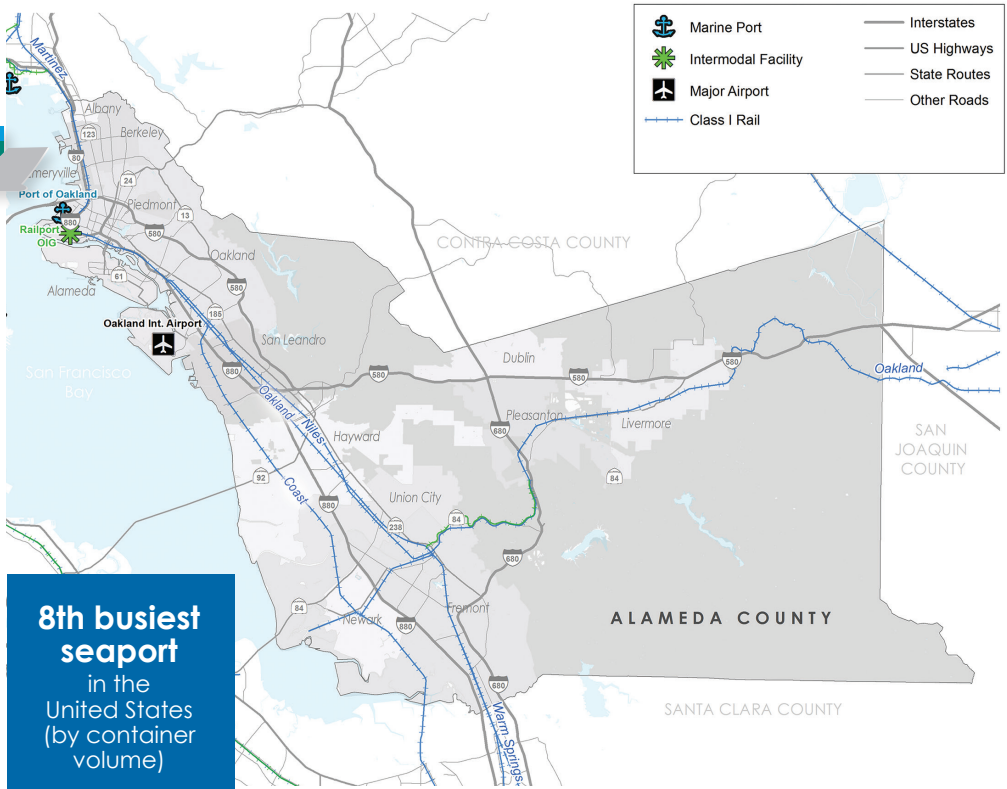 Marine Port
Intermodal Facility
Major Airport
Class I Rail
Interstates
US Highways
State Routes
Other Roads
Martinez
Albany
123
Berkeley
80
meryville
24
Port of Oakland
Piedmont
13
880
Railport
OIG
580
Oakland
CONTRA COSTA COUNTY
61
580
Alameda
185
Oakland Int. Airport
San Leandro
San Francisco
Bay
880
580
580
Dublin
580
Oakland
Oakland
Niles
Pleasanton
Livermore
Hayward
680
SAN
JOAQUIN
COUNTY
92
84
Coast
Union City
880
238
84
680
84
Newark
Fremont
880
ALAMEDA COUNTY
680
SANTA CLARA COUNTY
Warm Springs
8th busiest
seaport
in the
United States
(by container
volume)